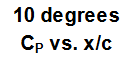 10 degrees
Cₚ vs. x/c